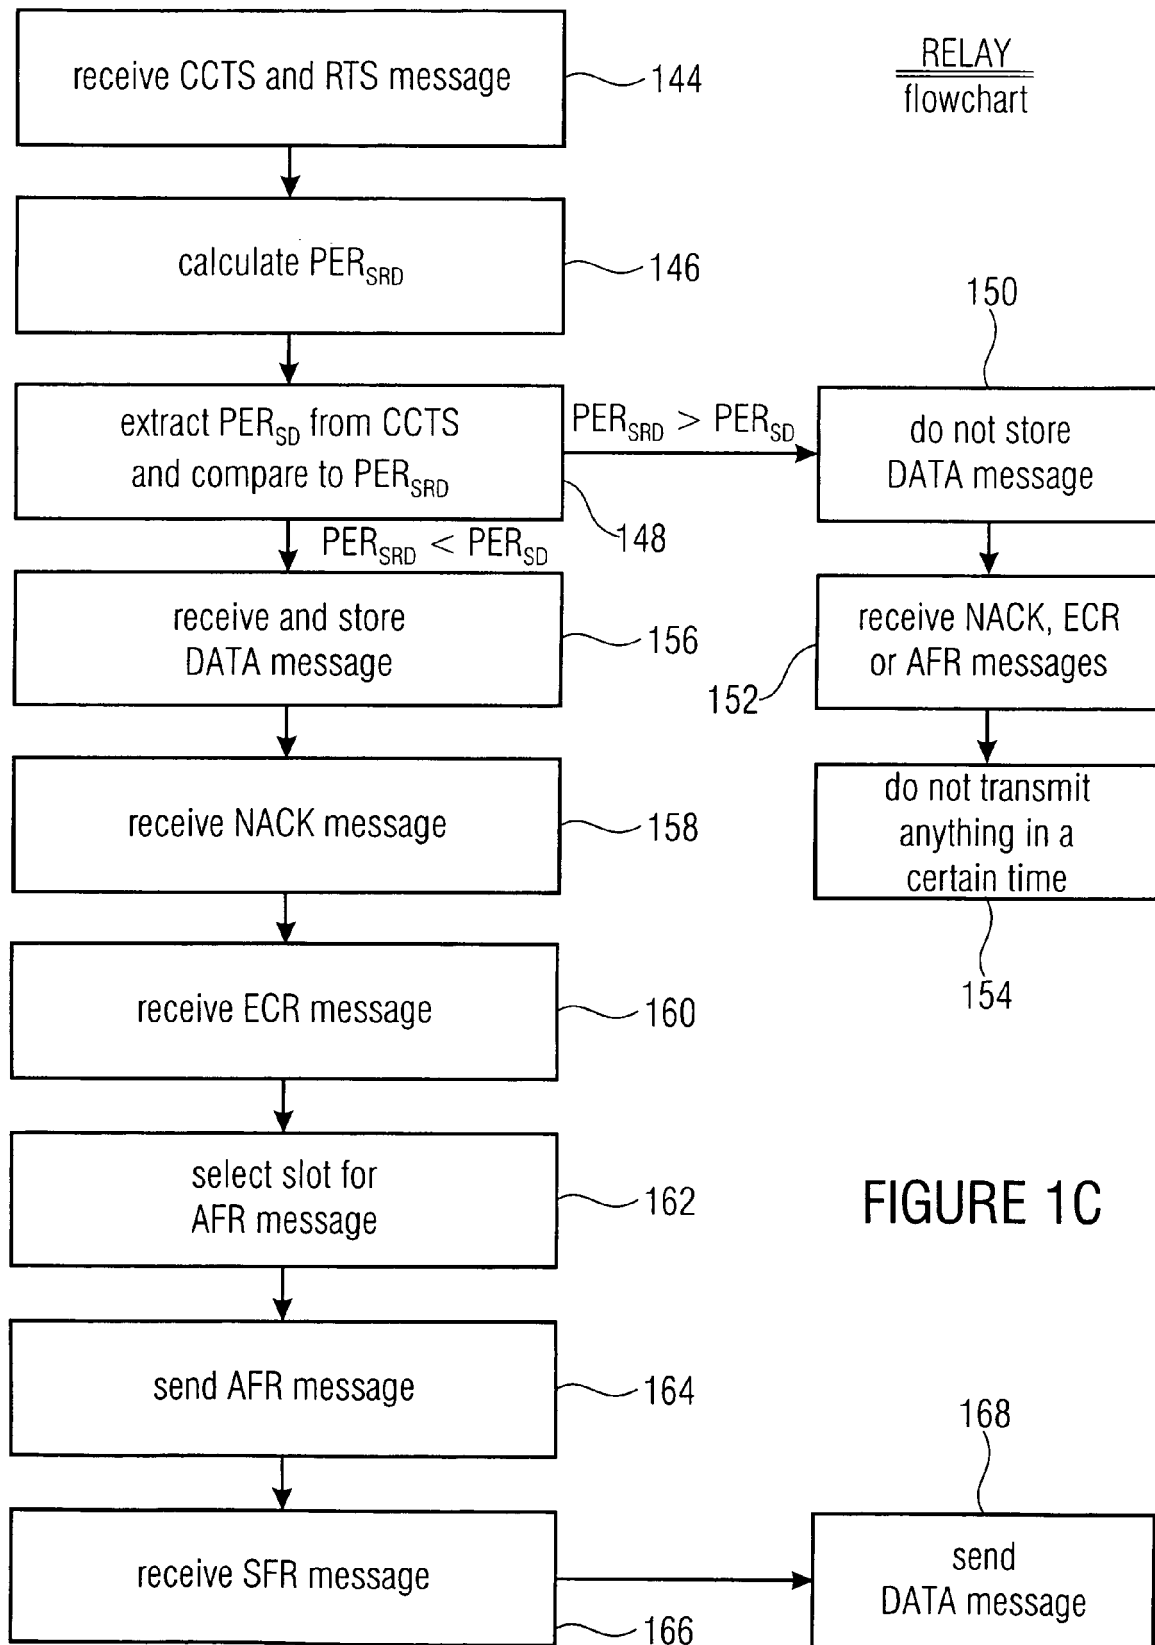 receive CCTS and RTS message
144
RELAY
flowchart
calculate PER_SRD
146
extract PER_SD from CCTS
and compare to PER_SRD
148
PER_SRD > PER_SD
150
do not store
DATA message
PER_SRD < PER_SD
receive and store
DATA message
156
receive NACK, ECR
or AFR messages
152
receive NACK message
158
do not transmit
anything in a
certain time
154
receive ECR message
160
select slot for
AFR message
162
FIGURE 1C
send AFR message
164
receive SFR message
166
168
send
DATA message